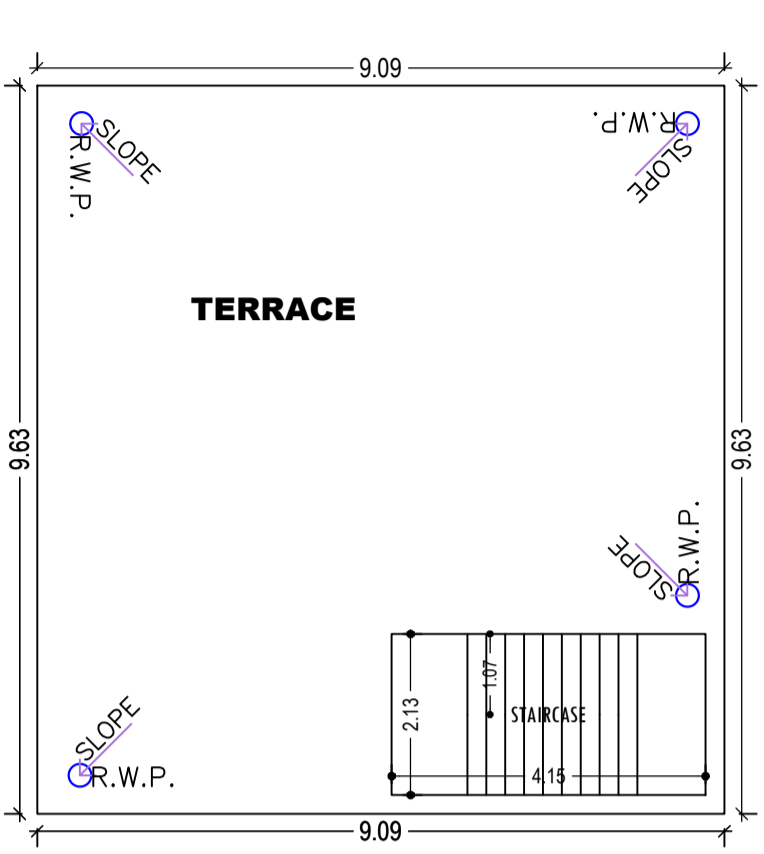 9.09
SLOPE
R.W.P.
R.W.P.
SLOPE
TERRACE
9.63
9.63
R.W.P.
SLOPE
1.07
2.13
STAIRCASE
4.15
SLOPE
R.W.P.
9.09